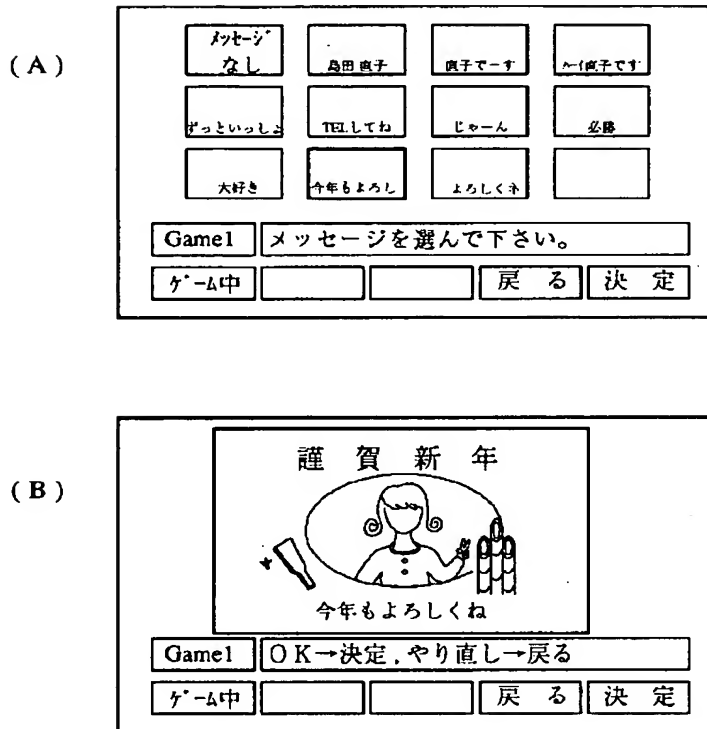 (A)
メッセージ なし
島田 直子
直子でーす
ヘイ直子です
ずっといっしょ
TELしてね
じゃーん
必勝
大好き
今年もよろし
よろしくネ
Game1 メッセージを選んで下さい。
ゲーム中 戻る 決定
(B)
謹賀新年
今年もよろしくね
Game1 OK→決定,やり直し→戻る
ゲーム中 戻る 決定